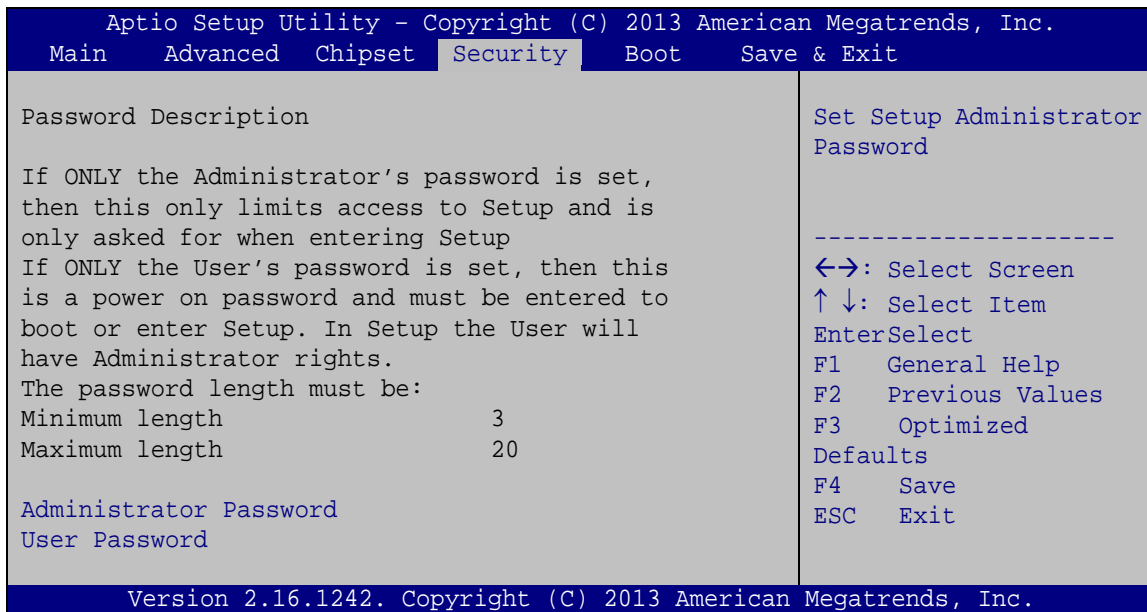 Aptio Setup Utility – Copyright (C) 2013 American Megatrends, Inc.
Main Advanced Chipset Security Boot Save & Exit
Password Description
If ONLY the Administrator's password is set,
then this only limits access to Setup and is
only asked for when entering Setup
If ONLY the User's password is set, then this
is a power on password and must be entered to
boot or enter Setup. In Setup the User will
have Administrator rights.
The password length must be:
Minimum length 3
Maximum length 20
Administrator Password
User Password
Set Setup Administrator
Password
---------------------
←→: Select Screen
↑ ↓: Select Item
EnterSelect
F1 General Help
F2 Previous Values
F3 Optimized
Defaults
F4 Save
ESC Exit
Version 2.16.1242. Copyright (C) 2013 American Megatrends, Inc.